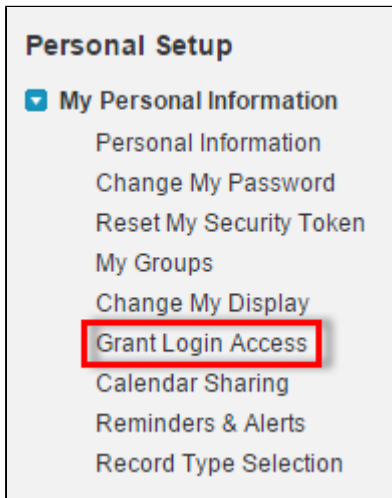 Personal Setup
My Personal Information
Personal Information
Change My Password
Reset My Security Token
My Groups
Change My Display
Grant Login Access
Calendar Sharing
Reminders & Alerts
Record Type Selection